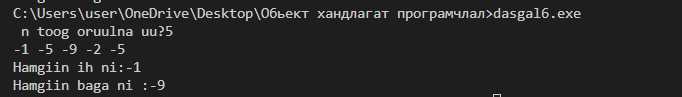 C:\Users\user\OneDrive\Desktop\Обьект хандлагат програмчлал>dasgal6.exe
n toog oruulna uu?5
-1 -5 -9 -2 -5
Hamgiin ih ni:-1
Hamgiin baga ni :-9